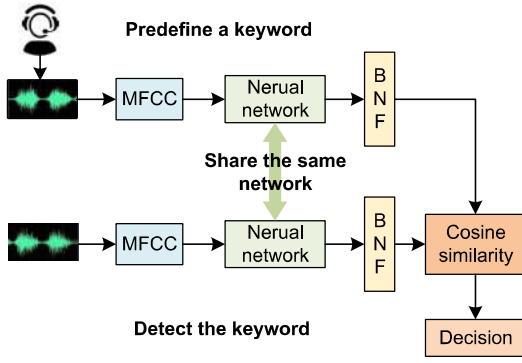 Predefine a keyword
MFCC
Nerual
network
B
N
F
Share the same
network
MFCC
Nerual
network
B
N
F
Cosine
similarity
Detect the keyword
Decision